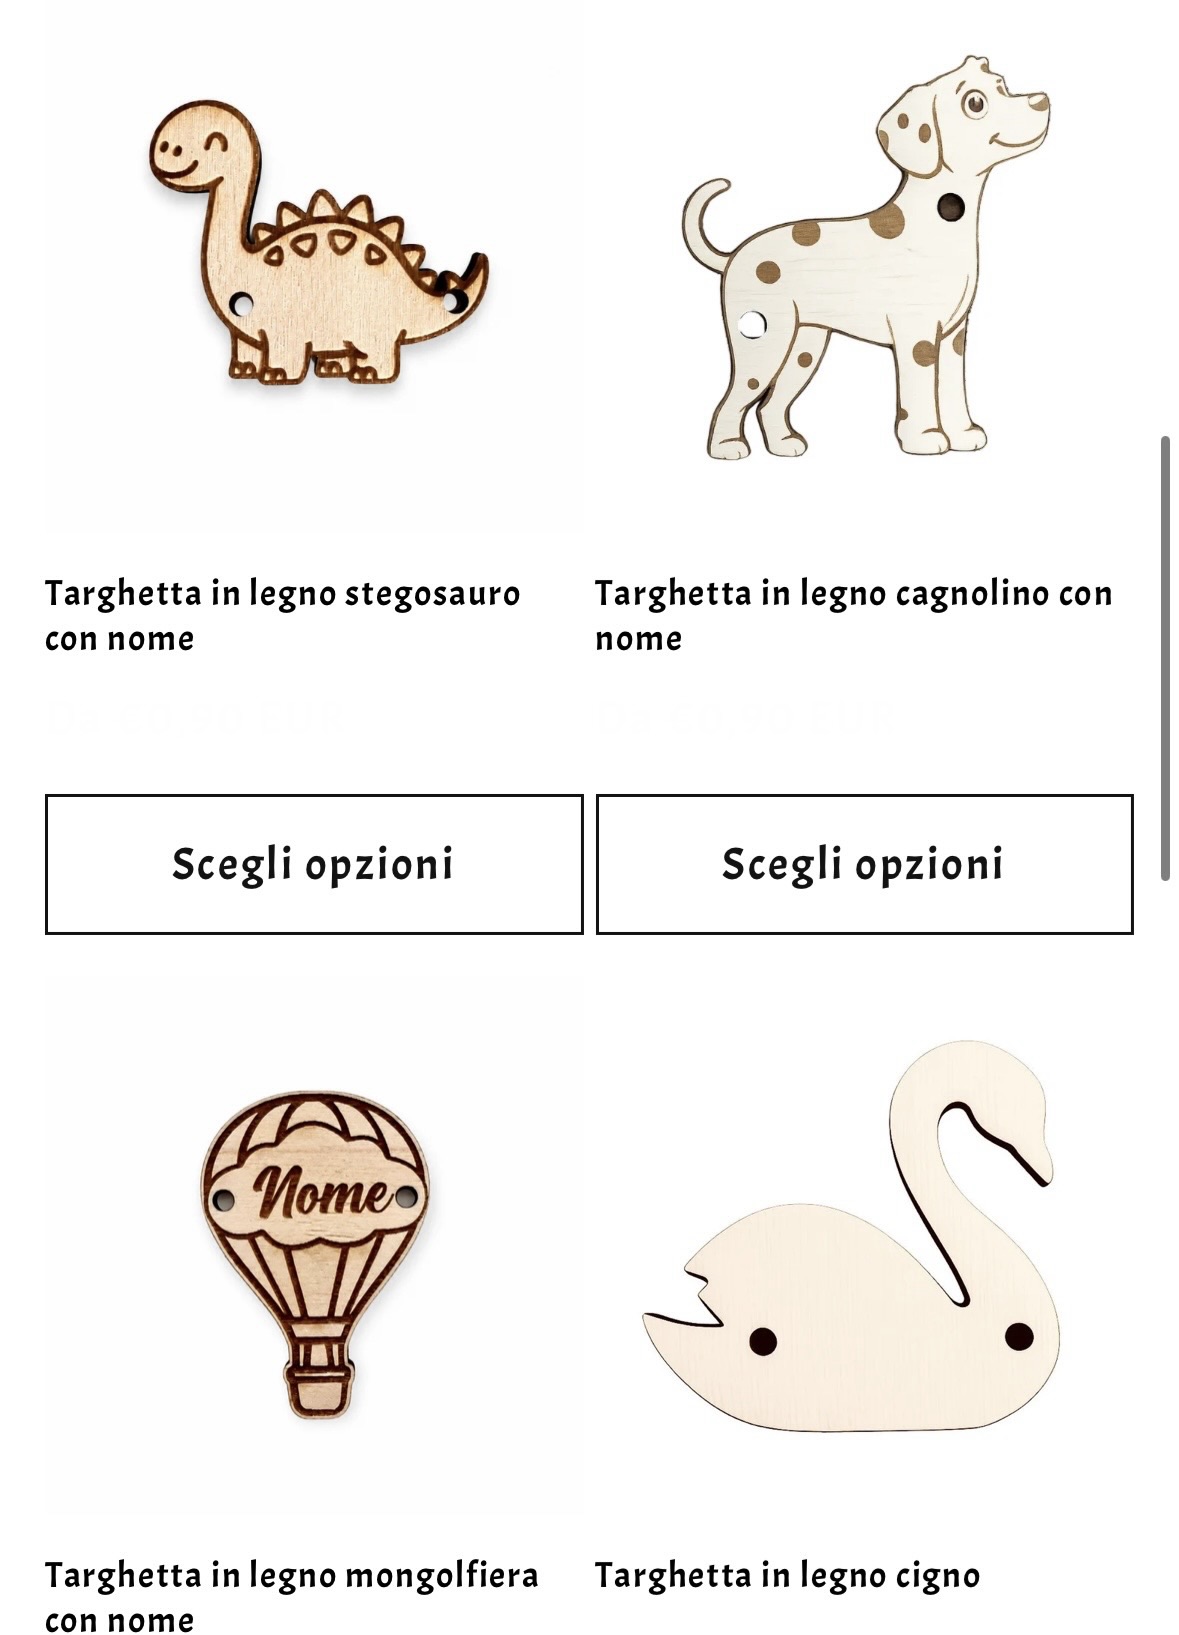 Targhetta in legno stegosauro
con nome
Targhetta in legno cagnolino con
nome
Scegli opzioni
Scegli opzioni
Nome
Targhetta in legno mongolfiera
con nome
Targhetta in legno cigno